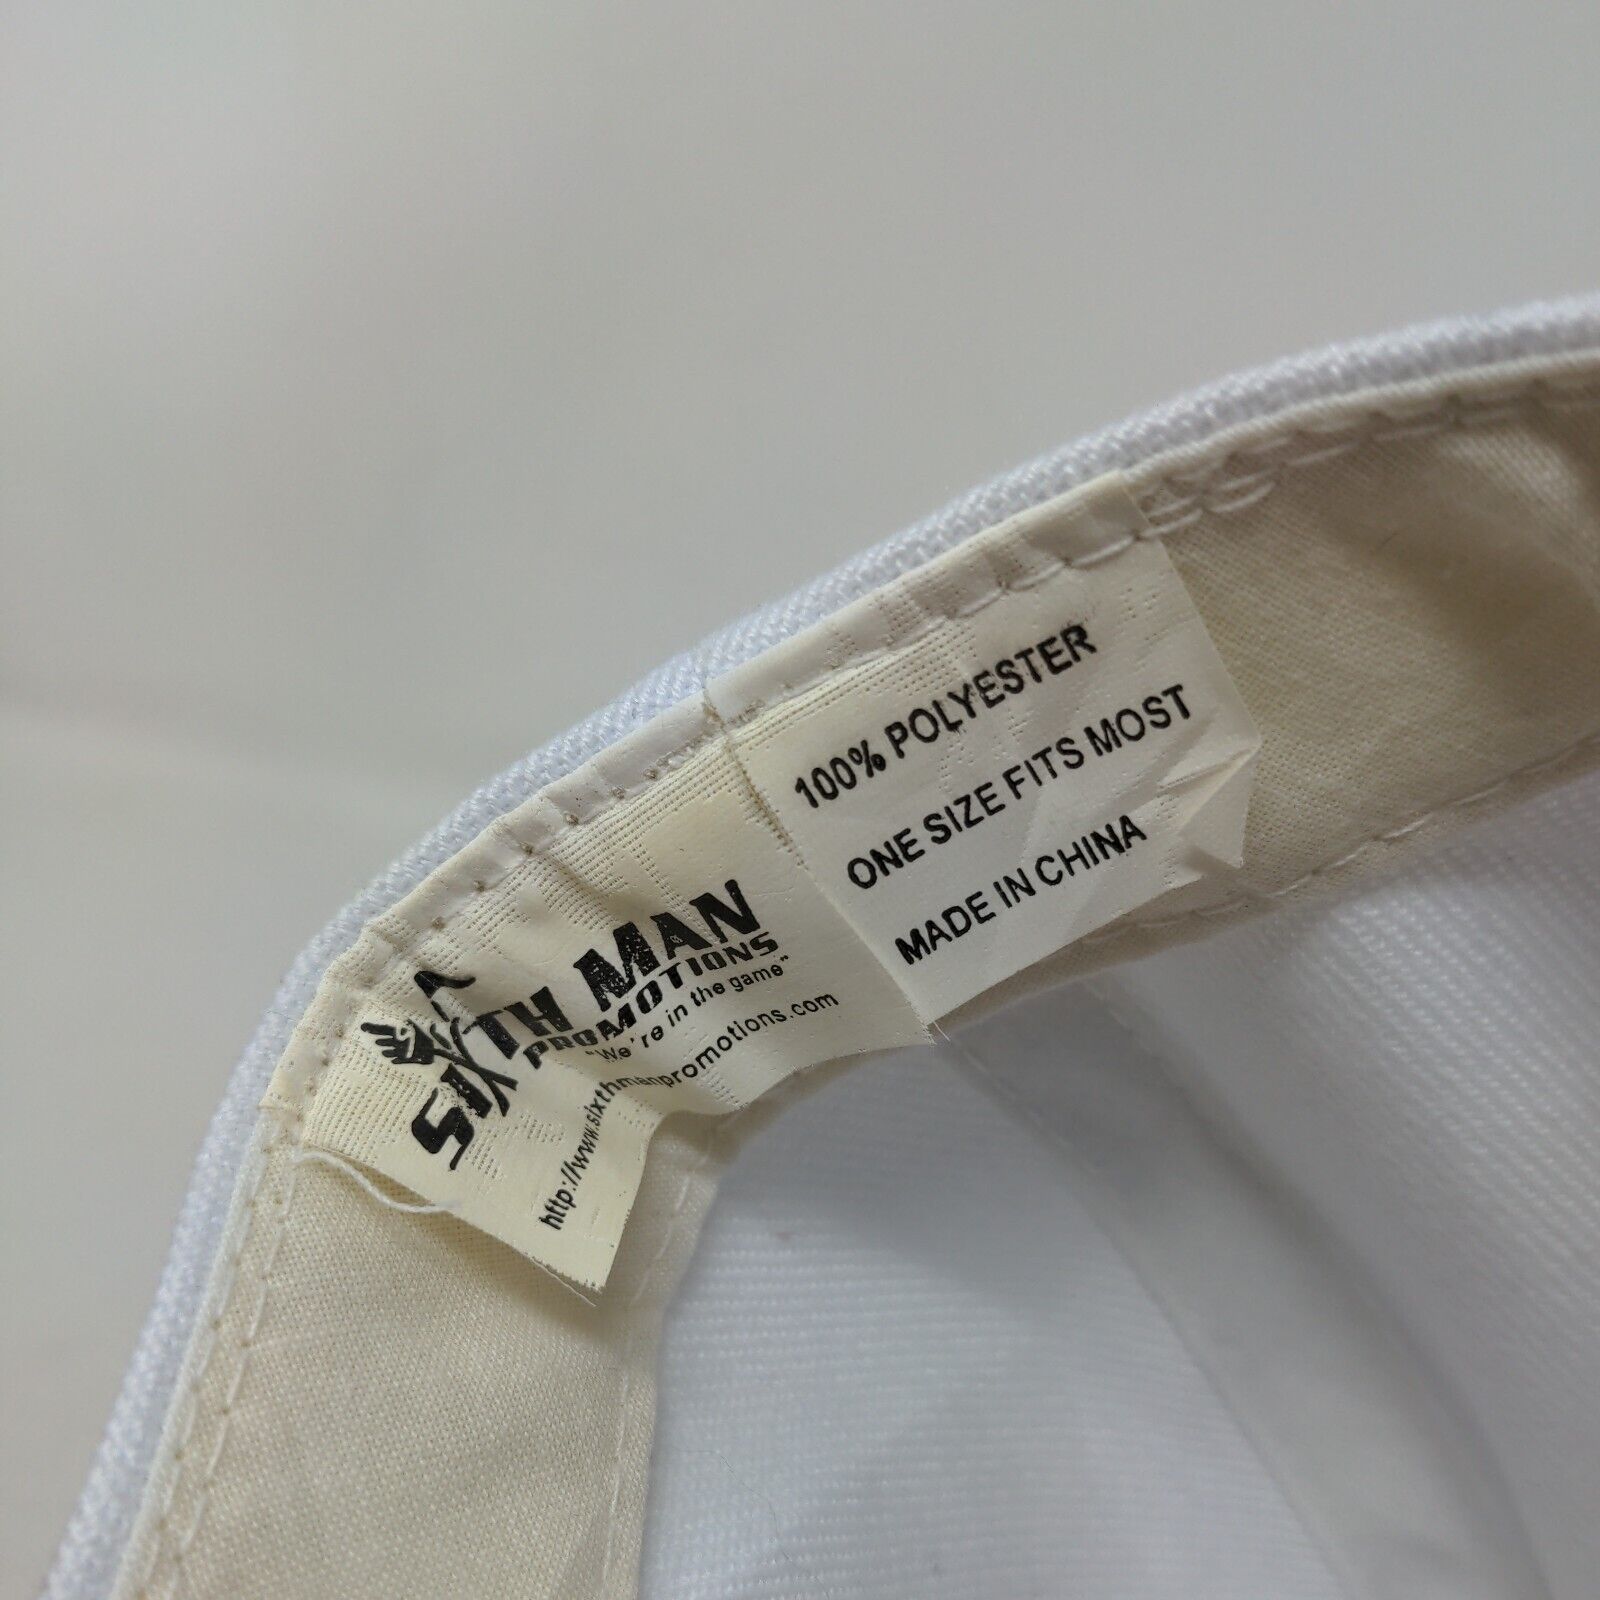 SIXTH MAN
PROMOTIONS
"We're in the game"
http://www.sixthmanpromotions.com
100% POLYESTER
ONE SIZE FITS MOST
MADE IN CHINA